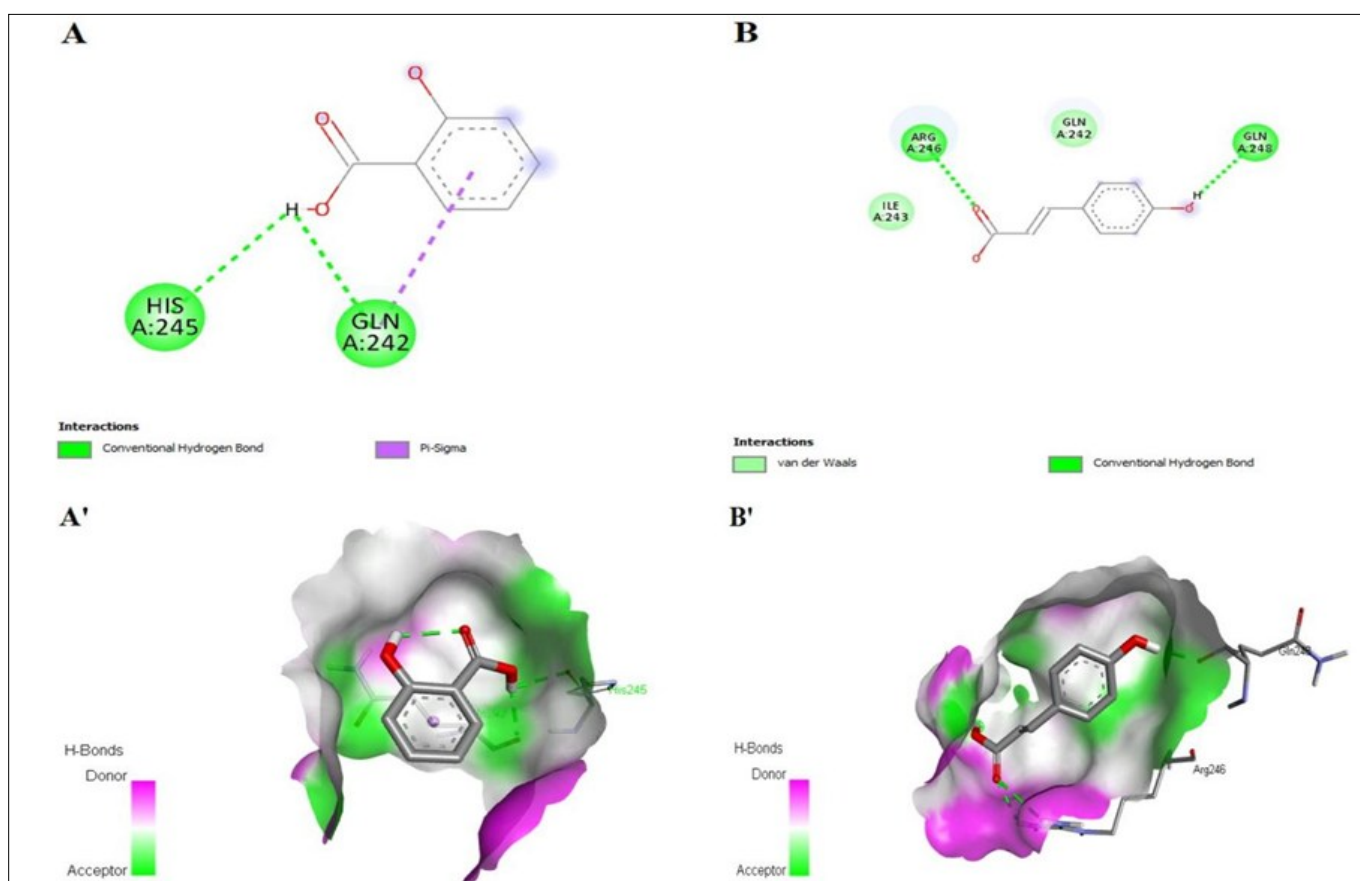 A
B
O
O
H
O
HIS
A:245
GLN
A:242
ARG
A:246
GLN
A:242
GLN
A:248
ILE
A:243
O
O
H
O
Interactions
Conventional Hydrogen Bond
Pi-Sigma
Interactions
van der Waals
Conventional Hydrogen Bond
A'
His245
H-Bonds
Donor
Acceptor
B'
Arg246
H-Bonds
Donor
Acceptor